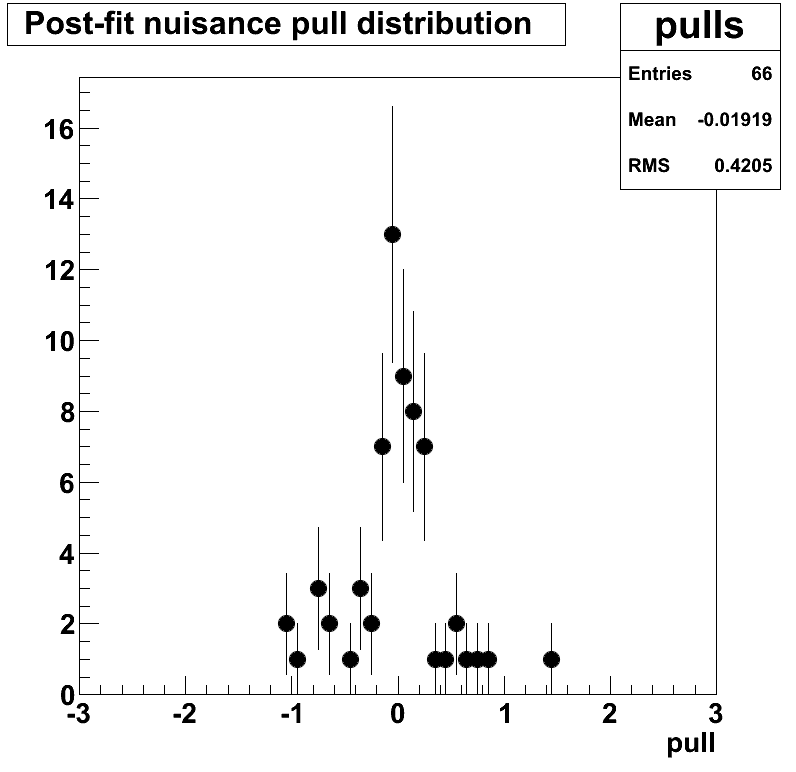 Post-fit nuisance pull distribution
pulls
Entries 66
Mean -0.01919
RMS 0.4205
16
14
12
10
8
6
4
2
0
-3 -2 -1 0 1 2 3
pull